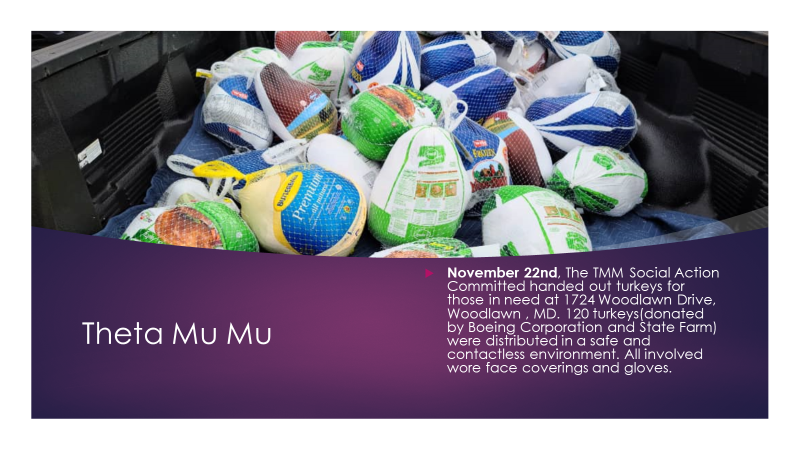 BUTTERBALL
Premium
Theta Mu Mu
November 22nd, The TMM Social Action
Committed handed out turkeys for
those in need at 1724 Woodlawn Drive,
Woodlawn , MD. 120 turkeys(donated
by Boeing Corporation and State Farm)
were distributed in a safe and
contactless environment. All involved
wore face coverings and gloves.